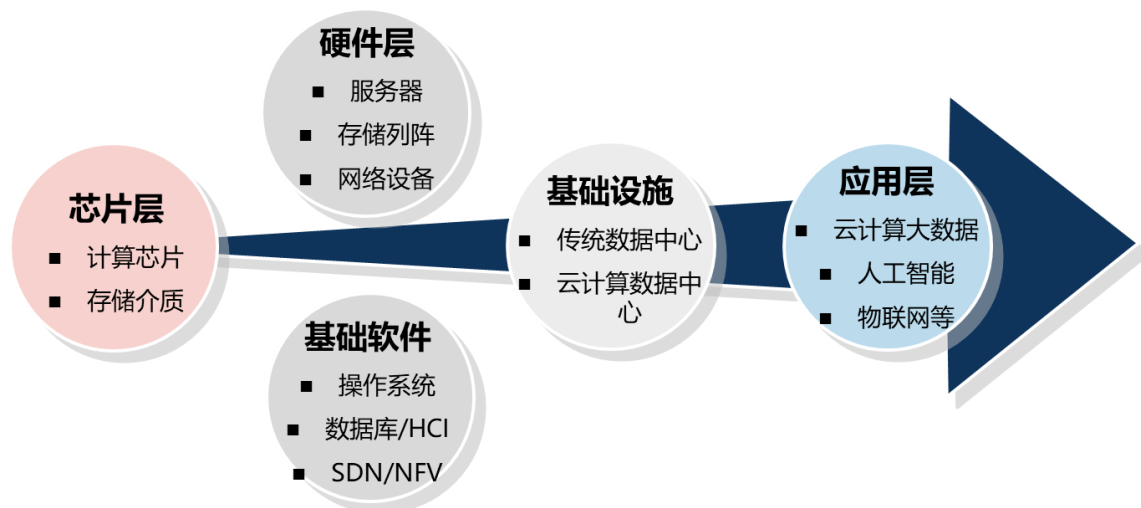 硬件层
■ 服务器
■ 存储列阵
■ 网络设备
芯片层
■ 计算芯片
■ 存储介质
基础软件
■ 操作系统
■ 数据库/HCI
■ SDN/NFV
基础设施
■ 传统数据中心
■ 云计算数据中
心
应用层
■ 云计算大数据
■ 人工智能
■ 物联网等